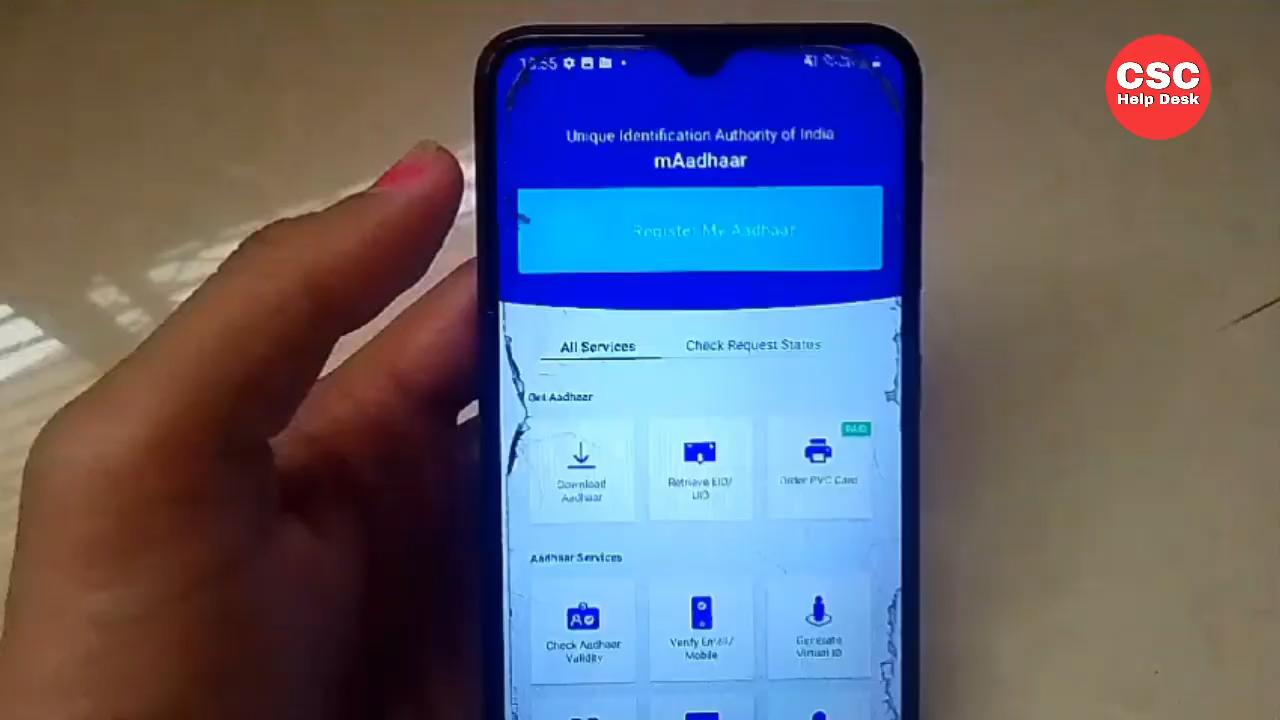 CSC
Help Desk
Unique Identification Authority of India
mAadhaar
Register My Aadhaar
All Services
Check Request Status
Get Aadhaar
Download
Aadhaar
Retrieve EID/
UID
Order PVC Card
Aadhaar Services
Check Aadhaar
Validity
Verify Email/
Mobile
Generate
Virtual ID